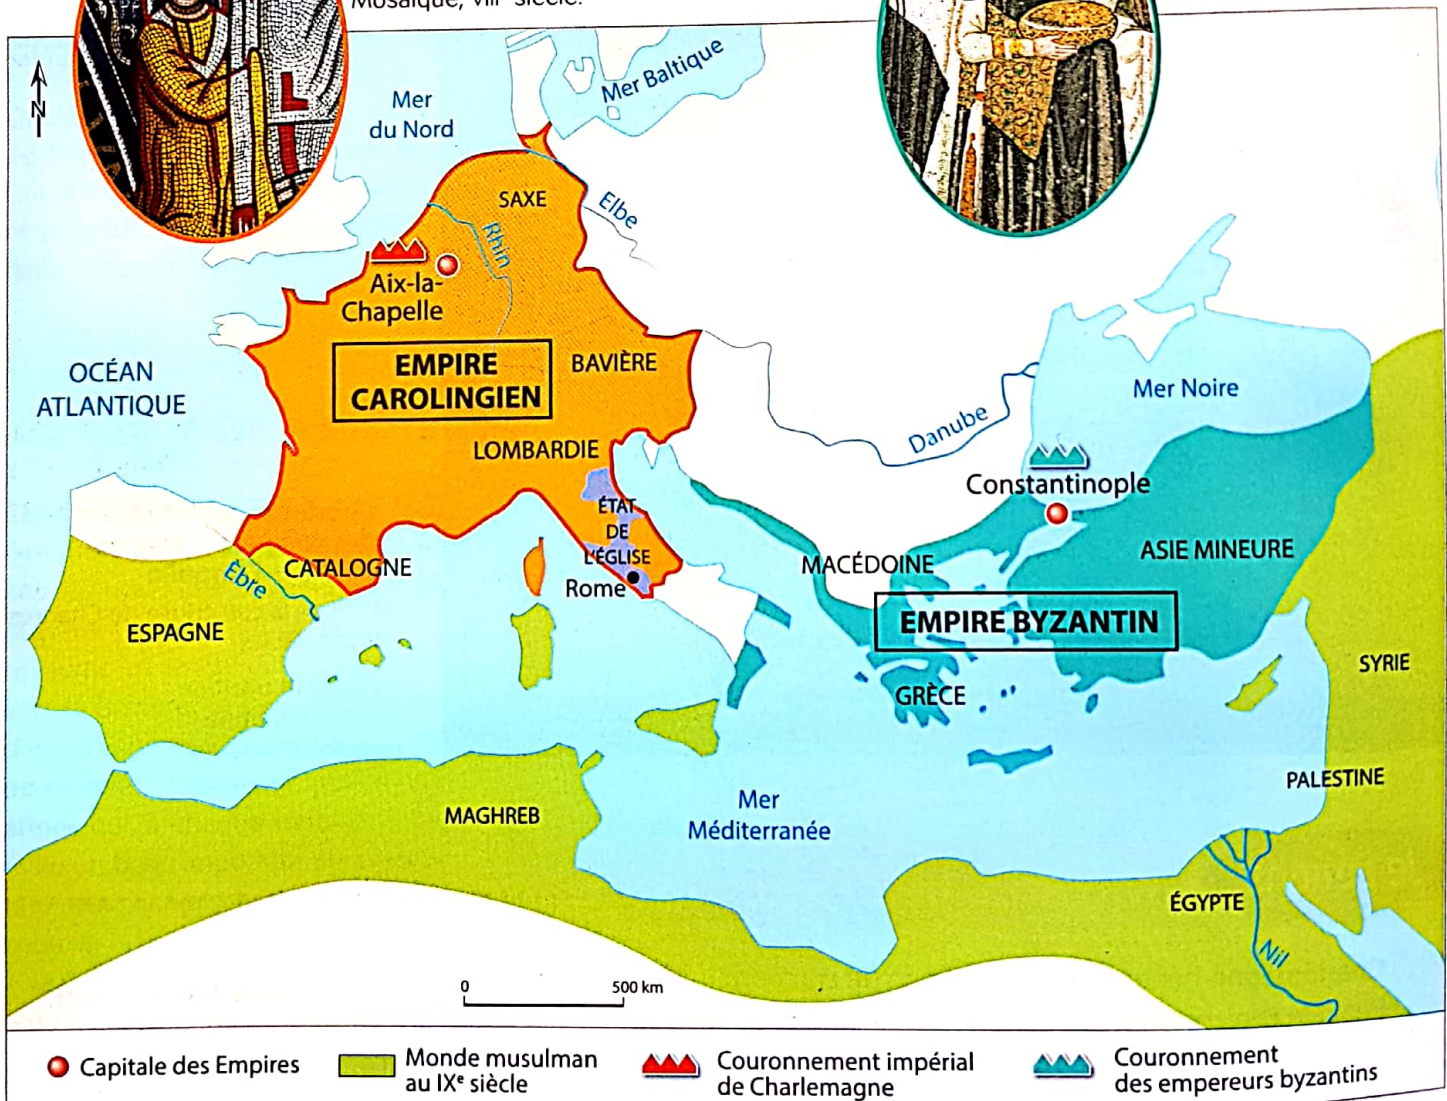 Mosaïque, VIIIe siècle.
N
Mer
du Nord
Mer Baltique
SAXE
Elbe
Rhin
Aix-la-
Chapelle
EMPIRE
CAROLINGIEN
BAVIÈRE
OCÉAN
ATLANTIQUE
LOMBARDIE
Danube
Mer Noire
Constantinople
ÉTAT
DE
L'ÉGLISE
Rome
MACÉDOINE
ASIE MINEURE
CATALOGNE
Èbre
ESPAGNE
EMPIRE BYZANTIN
GRÈCE
SYRIE
PALESTINE
MAGHREB
Mer
Méditerranée
ÉGYPTE
Nil
0 500 km
Capitale des Empires
Monde musulman
au IXe siècle
Couronnement impérial
de Charlemagne
Couronnement
des empereurs byzantins